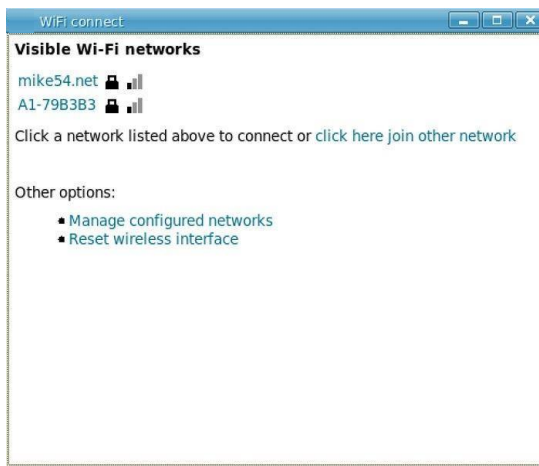 WiFi connect
Visible Wi-Fi networks
mike54.net
A1-79B3B3
Click a network listed above to connect or click here join other network
Other options:
Manage configured networks
Reset wireless interface